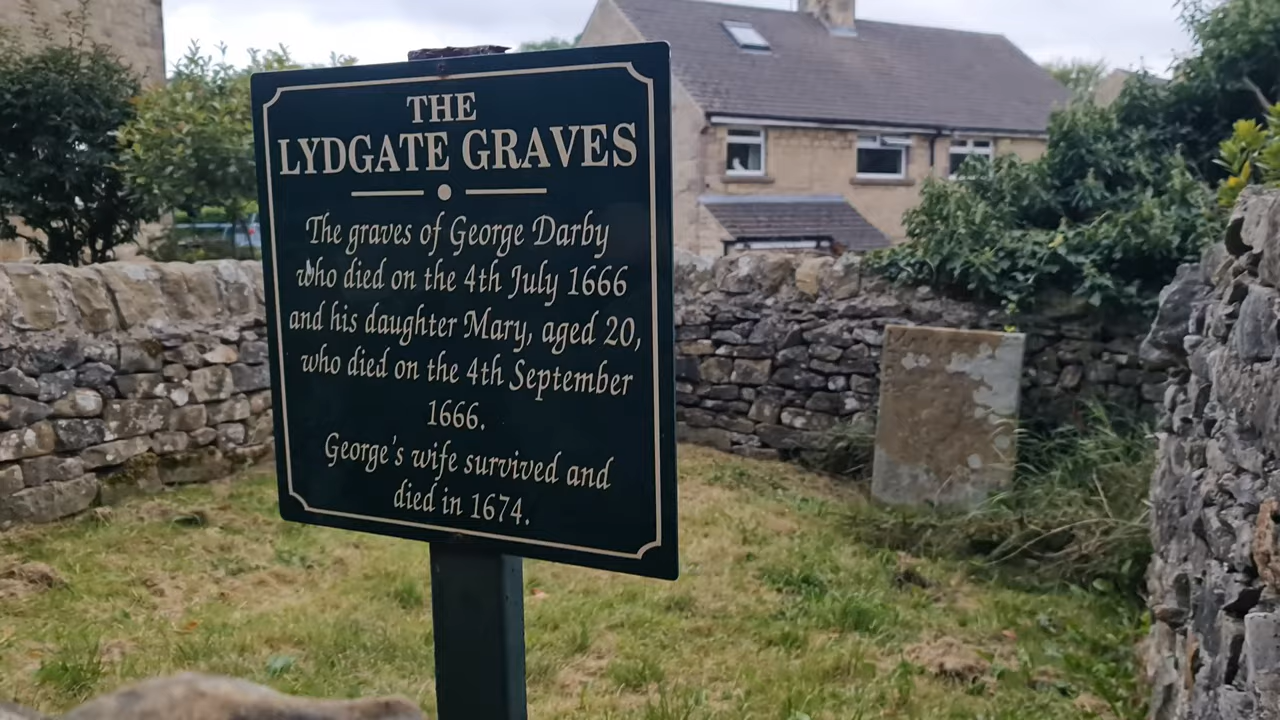 THE
LYDGATE GRAVES
The graves of George Darby
who died on the 4th July 1666
and his daughter Mary, aged 20,
who died on the 4th September
1666.
George's wife survived and
died in 1674.